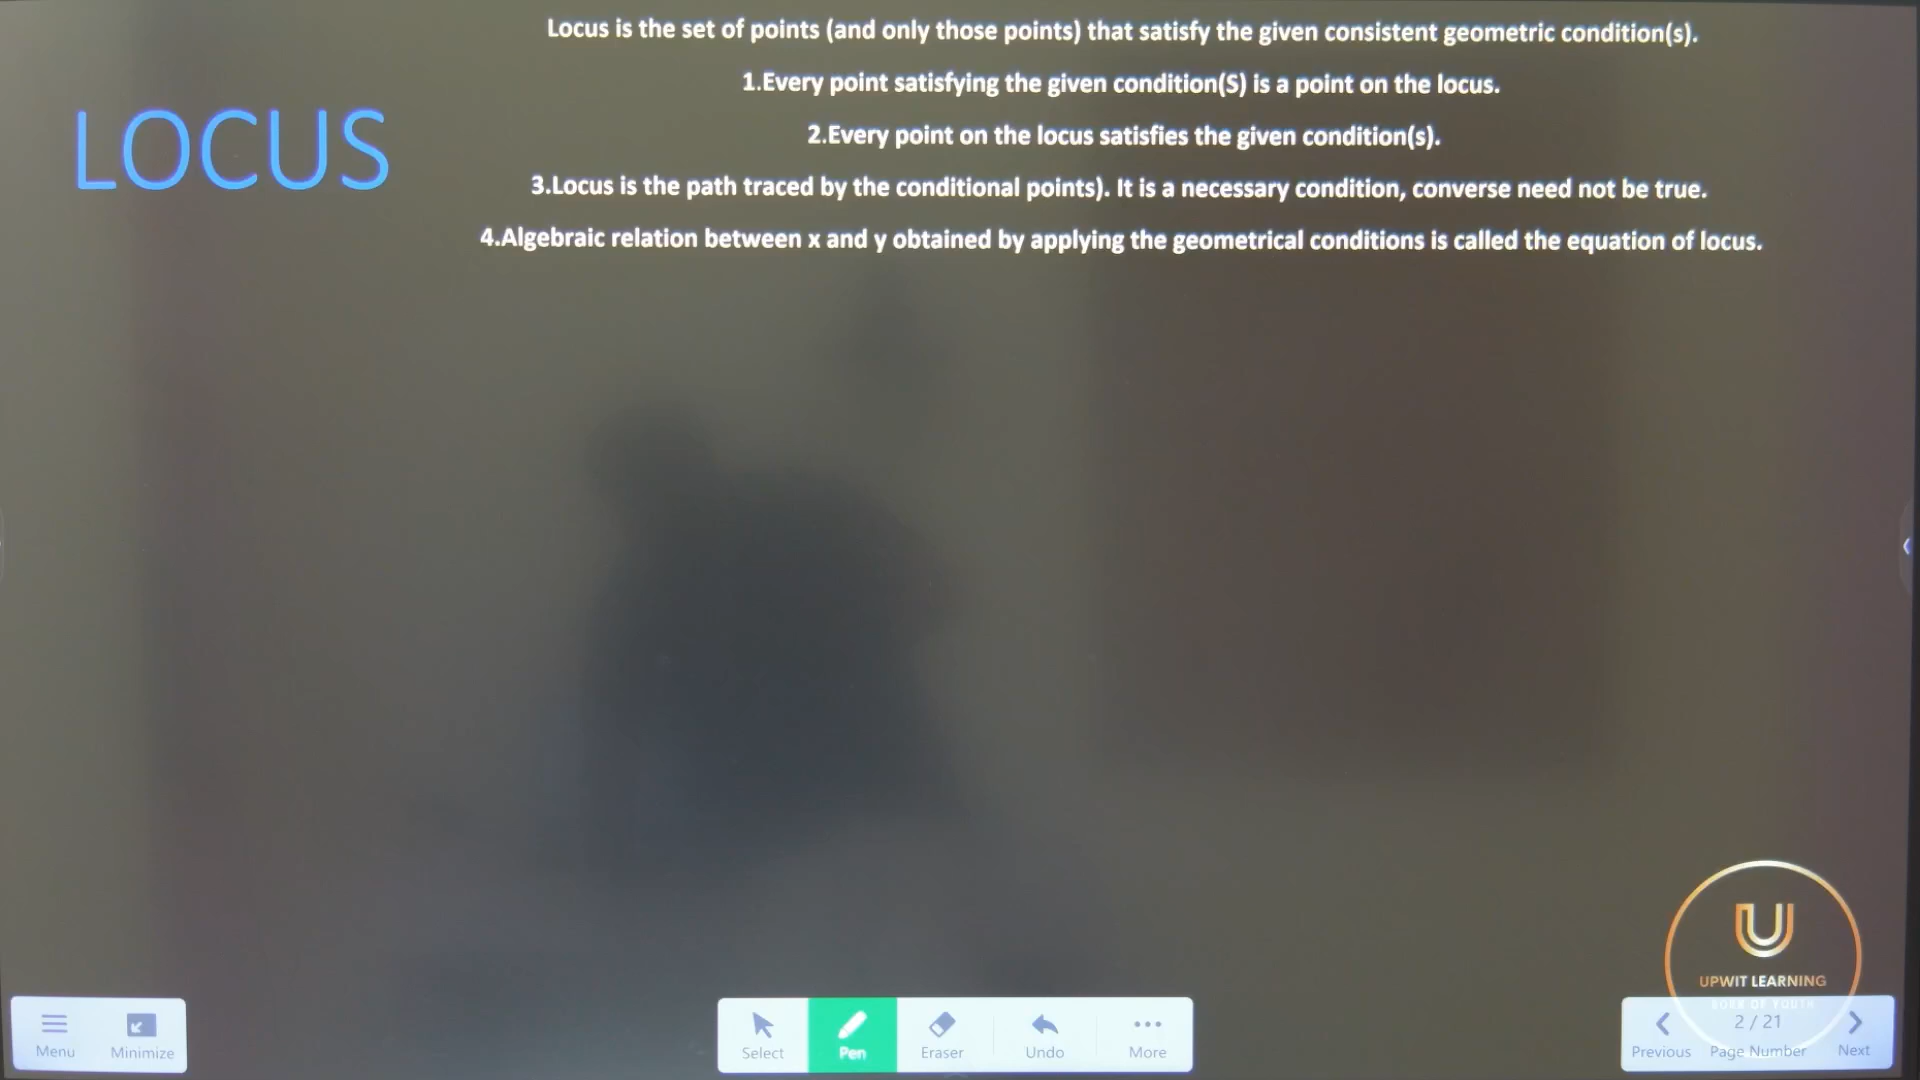 Locus is the set of points (and only those points) that satisfy the given consistent geometric condition(s).
1.Every point satisfying the given condition(S) is a point on the locus.
LOCUS
2.Every point on the locus satisfies the given condition(s).
3.Locus is the path traced by the conditional points). It is a necessary condition, converse need not be true.
4.Algebraic relation between x and y obtained by applying the geometrical conditions is called the equation of locus.
U
UPWIT LEARNING
2 / 21
Menu Minimize Select Pen Eraser Undo More Previous Page Number Next